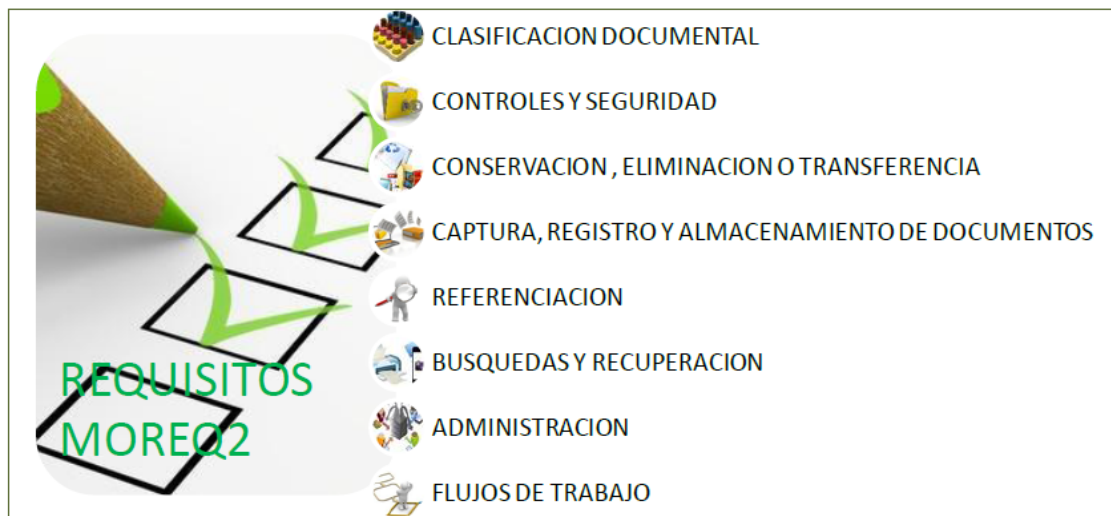 CLASIFICACION DOCUMENTAL
CONTROLES Y SEGURIDAD
CONSERVACION , ELIMINACION O TRANSFERENCIA
CAPTURA, REGISTRO Y ALMACENAMIENTO DE DOCUMENTOS
REFERENCIACION
BUSQUEDAS Y RECUPERACION
ADMINISTRACION
FLUJOS DE TRABAJO
REQUISITOS
MOREQ2